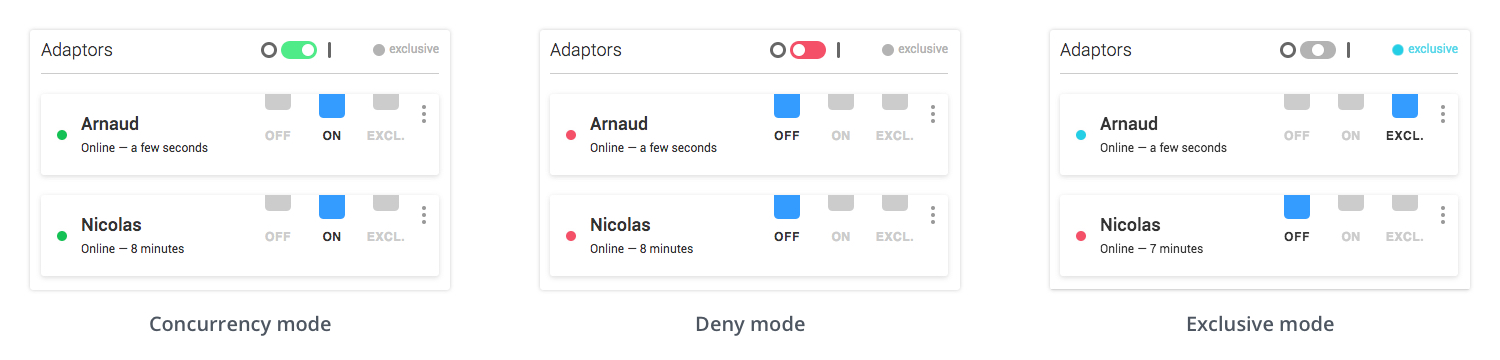 Adaptors exclusive
Arnaud
OFF ON EXCL.
Online — a few seconds
Nicolas
OFF ON EXCL.
Online — 8 minutes
Concurrency mode
Adaptors exclusive
Arnaud
OFF ON EXCL.
Online — a few seconds
Nicolas
OFF ON EXCL.
Online — 8 minutes
Deny mode
Adaptors exclusive
Arnaud
OFF ON EXCL.
Online — a few seconds
Nicolas
OFF ON EXCL.
Online — 7 minutes
Exclusive mode